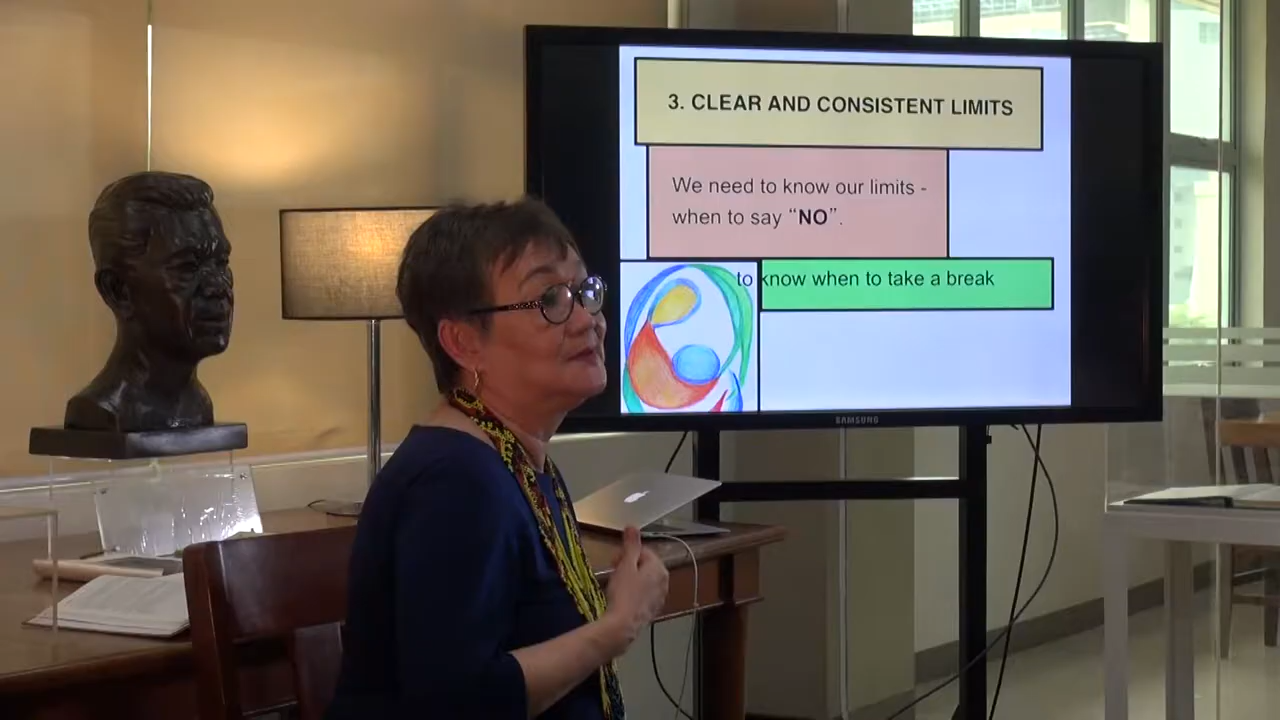 3. CLEAR AND CONSISTENT LIMITS
We need to know our limits -
when to say “NO”.
to know when to take a break
SAMSUNG